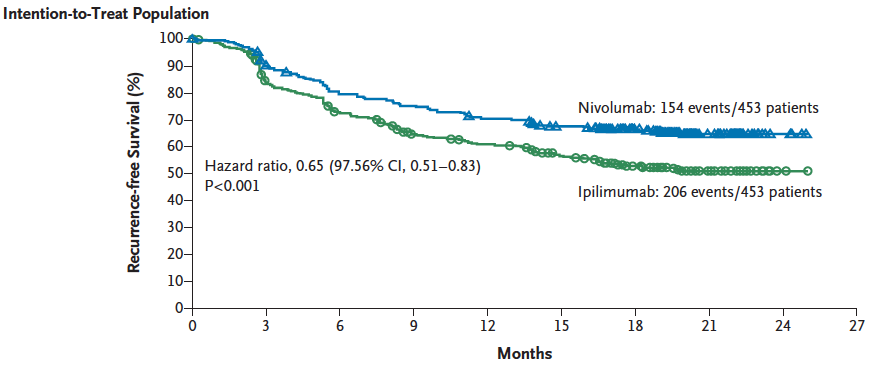 Intention-to-Treat Population
Recurrence-free Survival (%)
100
90
80
70
60
50
40
30
20
10
0
Nivolumab: 154 events/453 patients
Hazard ratio, 0.65 (97.56% CI, 0.51–0.83)
P<0.001
Ipilimumab: 206 events/453 patients
0 3 6 9 12 15 18 21 24 27
Months